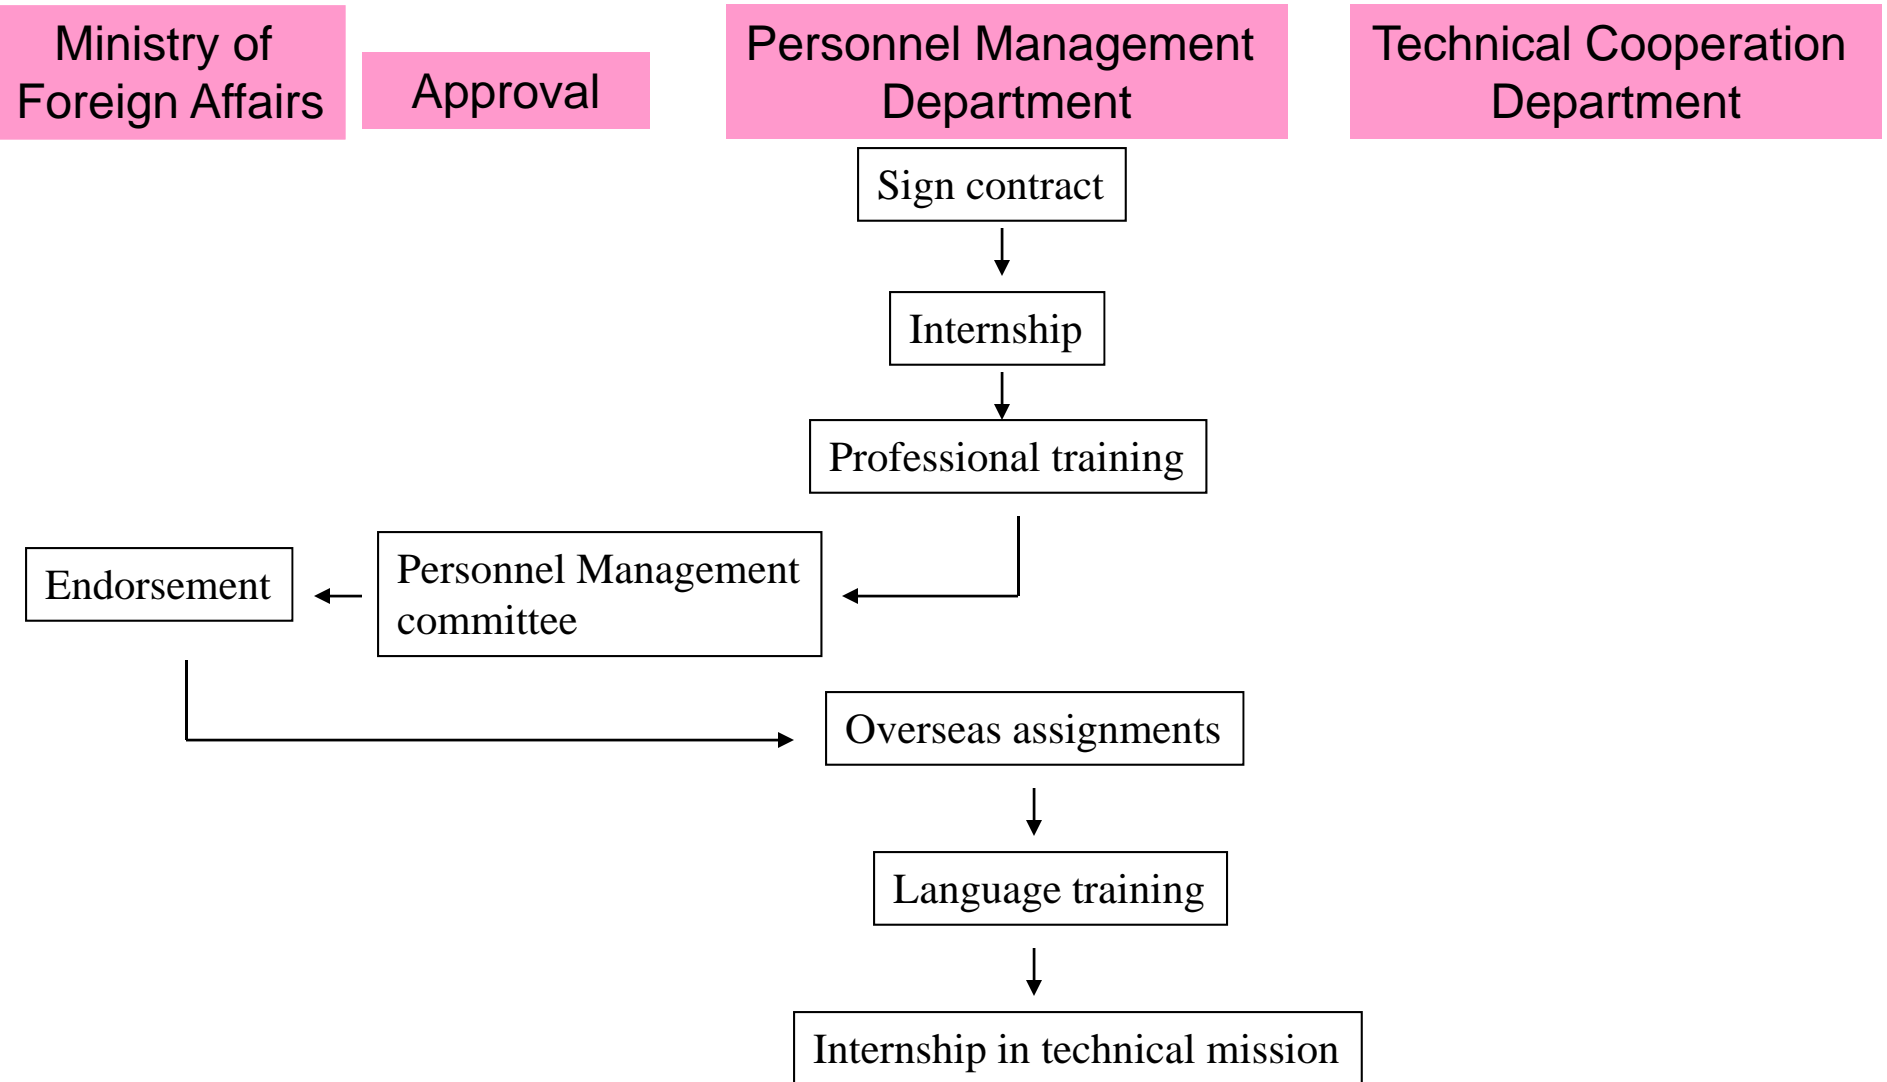 Ministry of
Foreign Affairs
Approval
Personnel Management
Department
Technical Cooperation
Department
Sign contract
Internship
Professional training
Endorsement
Personnel Management
committee
Overseas assignments
Language training
Internship in technical mission